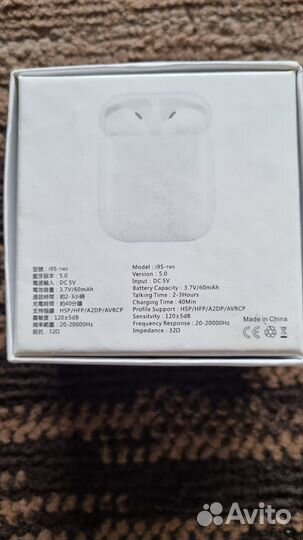 型號: i9S-TWS
藍牙版本: 5.0
電源輸入: DC 5V
電池容量: 3.7V/60mAh
通話時間: 約2-3小時
充電時間: 約40分鐘
支持協議: HSP/HFP/A2DP/AVRCP
靈敏度: 120±5dB
頻率範圍: 20-20000Hz
阻抗: 32Ω
Model : i9S-TWS
Version : 5.0
Input : DC 5V
Battery Capacity : 3.7V/60mAh
Talking Time : 2-3Hours
Charging Time : 40Min
Profile Support : HSP/HFP/A2DP/AVRCP
Sensitvity : 120±5dB
Frequency Response : 20-20000Hz
Impedance : 32Ω
Made in China
CE
Avito